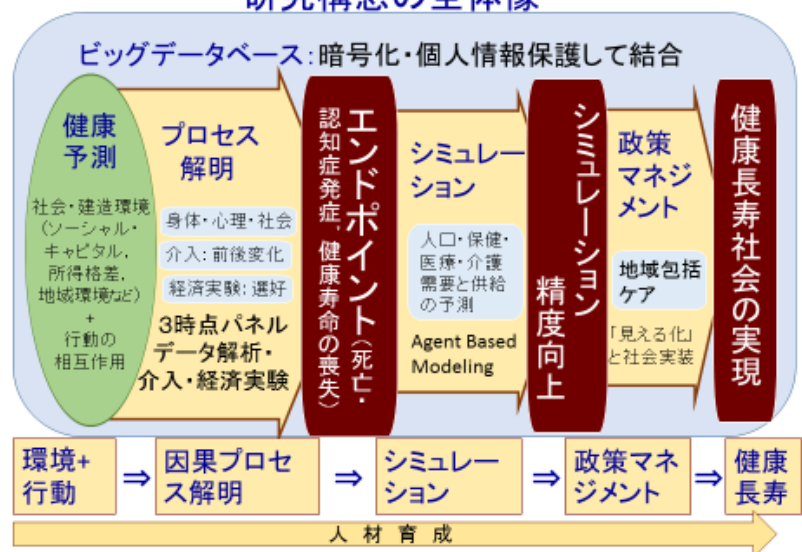 研究構想の全体像
ビッグデータベース:暗号化・個人情報保護して結合
健康
予測
社会・建造環境
(ソーシャル・
キャピタル,
所得格差,
地域環境など)
+
行動の
相互作用
プロセス
解明
身体・心理・社会
介入:前後変化
経済実験:選好
3時点パネル
データ解析・
介入・経済実験
エンドポイント(死亡・
認知症発症,健康寿命の喪失)
シミュレー
ション
人口・保健・
医療・介護
需要と供給
の予測
Agent Based
Modeling
シミュレーション
精度向上
政策
マネジ
メント
地域包括
ケア
「見える化」
と社会実装
健康長寿社会の実現
環境+
行動
⇒
因果プロセ
ス解明
⇒
シミュレー
ション
⇒
政策マネ
ジメント
⇒
健康
長寿
人材育成